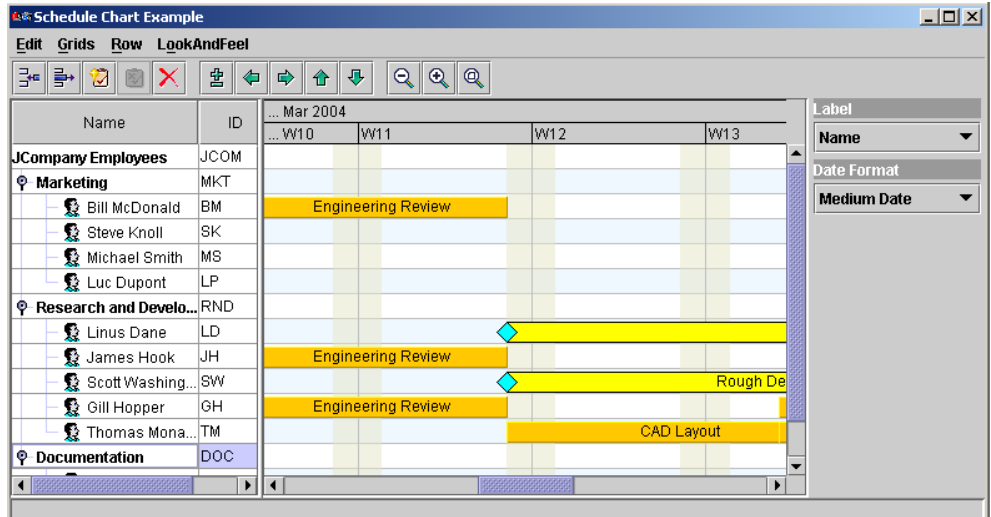 Schedule Chart Example
Edit Grids Row LookAndFeel
Name ID
... Mar 2004
... W10 W11 W12 W13
Label
Name
Date Format
Medium Date
JCompany Employees JCOM
Marketing MKT
Bill McDonald BM Engineering Review
Steve Knoll SK
Michael Smith MS
Luc Dupont LP
Research and Develo... RND
Linus Dane LD
James Hook JH Engineering Review
Scott Washing... SW Rough De
Gill Hopper GH Engineering Review
Thomas Mona... TM CAD Layout
Documentation DOC